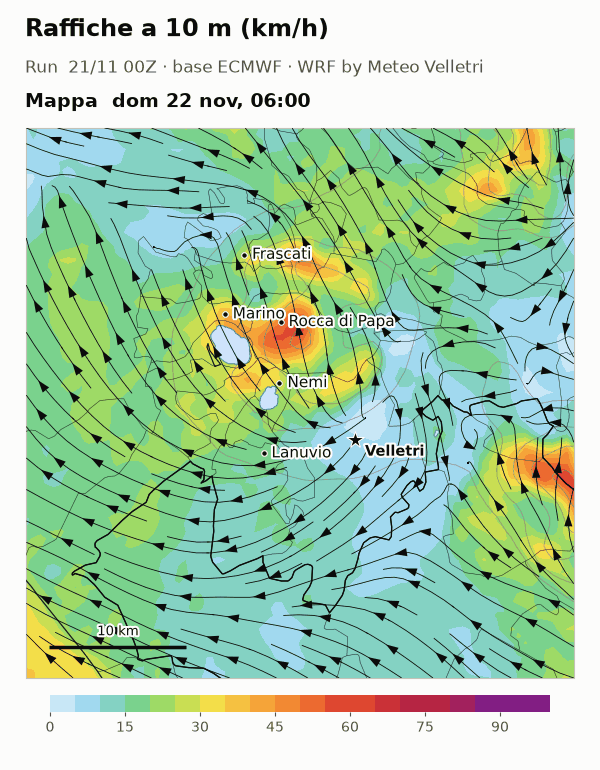 Raffiche a 10 m (km/h)
Run  21/11 00Z · base ECMWF · WRF by Meteo Velletri
Mappa  dom 22 nov, 06:00
Frascati
Marino
Rocca di Papa
Nemi
Velletri
Lanuvio
10 km
0 15 30 45 60 75 90